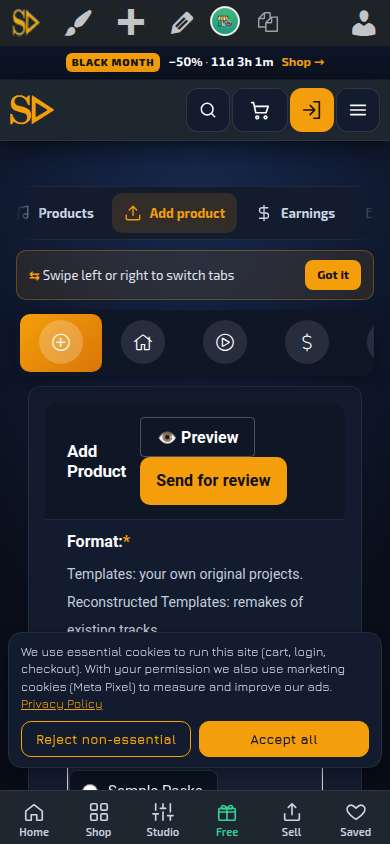 BLACK MONTH −50% · 11d 3h 1m Shop →
Products Add product Earnings
⇆ Swipe left or right to switch tabs Got it
Add Product
👁️ Preview
Send for review
Format:*
Templates: your own original projects.
Reconstructed Templates: remakes of
existing tracks
We use essential cookies to run this site (cart, login,
checkout). With your permission we also use marketing
cookies (Meta Pixel) to measure and improve our ads.
Privacy Policy
Reject non-essential Accept all
Home Shop Studio Free Sell Saved